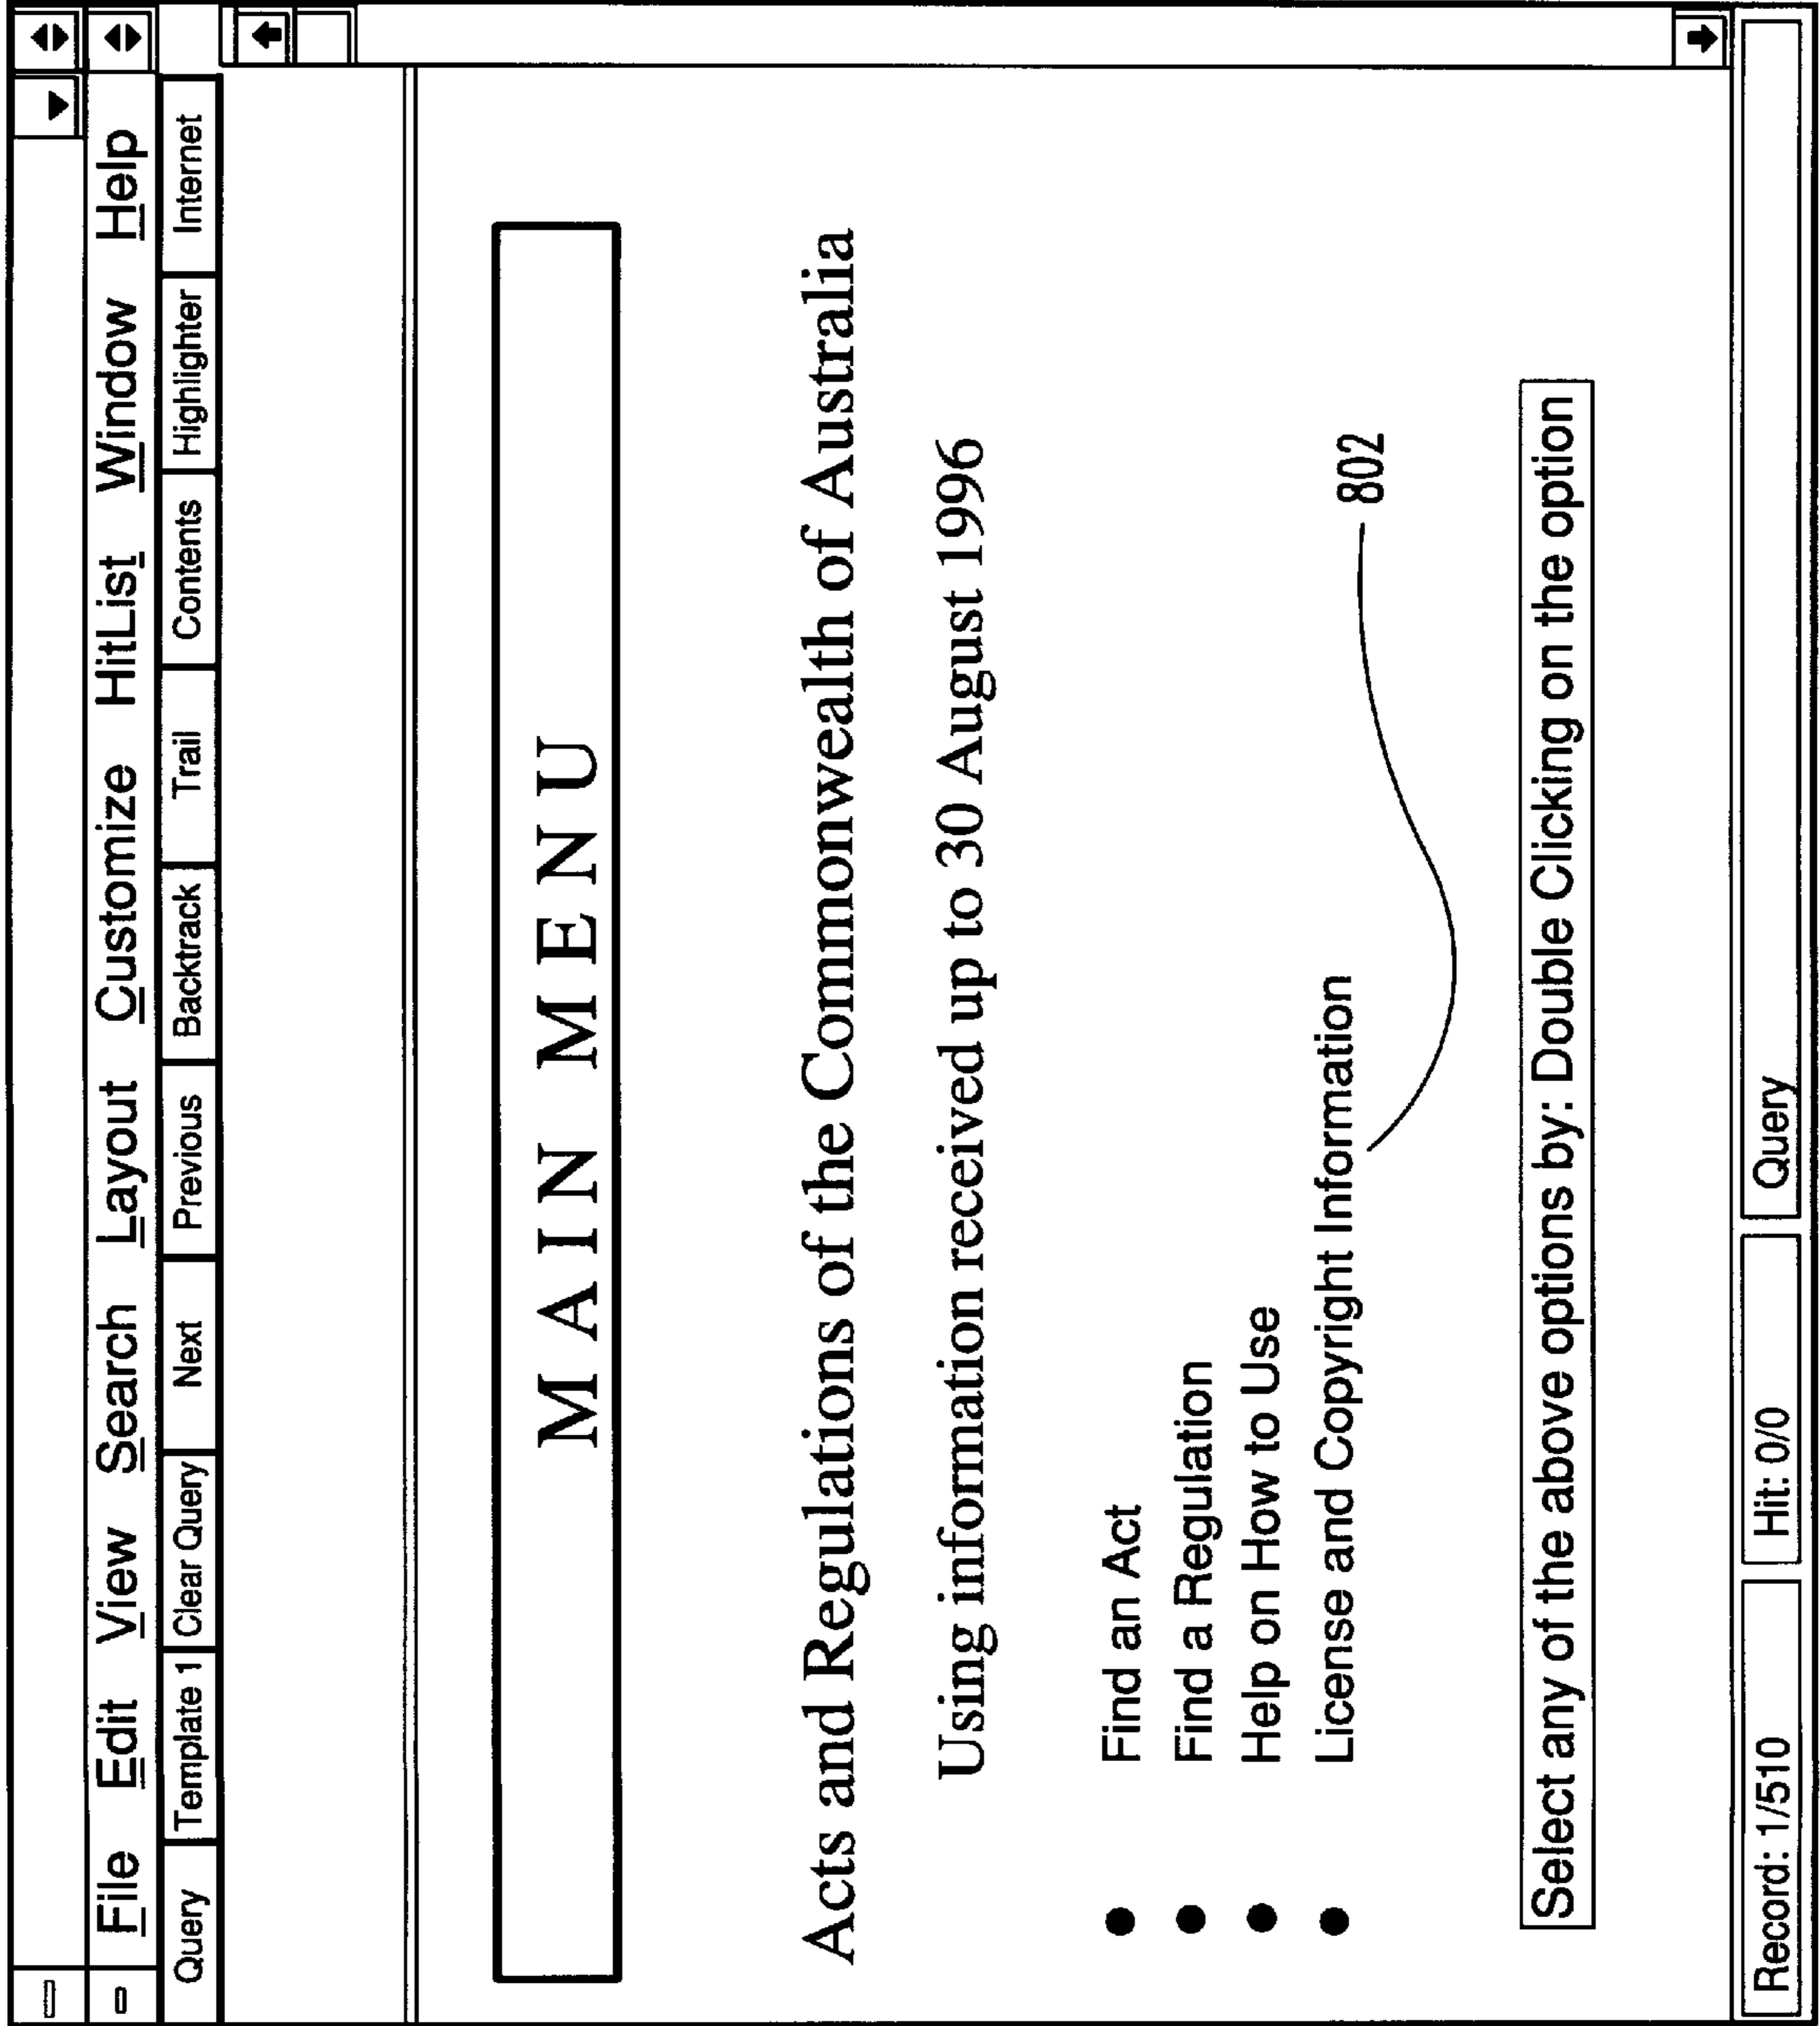 File Edit View Search Layout Customize HitList Window Help
Query Template 1 Clear Query Next Previous Backtrack Trail Contents Highlighter Internet
MAIN MENU
Acts and Regulations of the Commonwealth of Australia
Using information received up to 30 August 1996
● Find an Act
● Find a Regulation
● Help on How to Use
● License and Copyright Information
802
Select any of the above options by: Double Clicking on the option
Record: 1/510 Hit: 0/0 Query